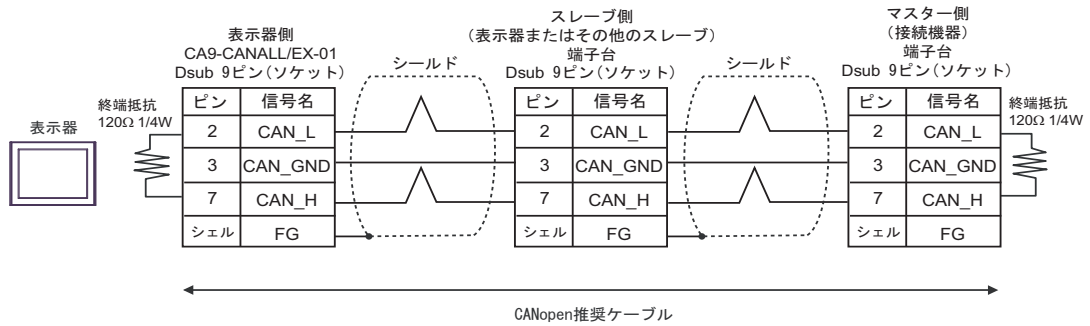 表示器
終端抵抗
120Ω 1/4W
表示器側
CA9-CANALL/EX-01
Dsub 9ピン(ソケット)
ピン 信号名
2 CAN_L
3 CAN_GND
7 CAN_H
シェル FG
シールド
スレーブ側
(表示器またはその他のスレーブ)
端子台
Dsub 9ピン(ソケット)
ピン 信号名
2 CAN_L
3 CAN_GND
7 CAN_H
シェル FG
シールド
マスター側
(接続機器)
端子台
Dsub 9ピン(ソケット)
ピン 信号名
2 CAN_L
3 CAN_GND
7 CAN_H
シェル FG
終端抵抗
120Ω 1/4W
CANopen推奨ケーブル